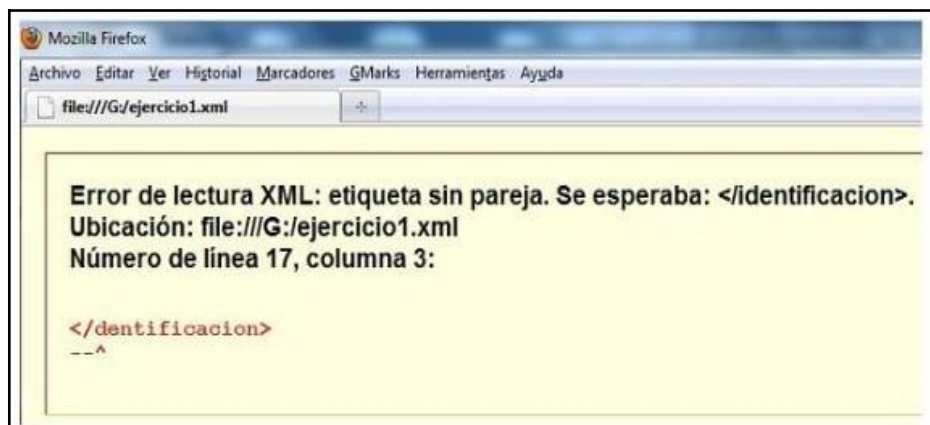 Mozilla Firefox
Archivo Editar Ver Historial Marcadores GMarks Herramientas Ayuda
file:///G:/ejercicio1.xml
Error de lectura XML: etiqueta sin pareja. Se esperaba: </identificacion>.
Ubicación: file:///G:/ejercicio1.xml
Número de línea 17, columna 3:
</dentificacion>
--^